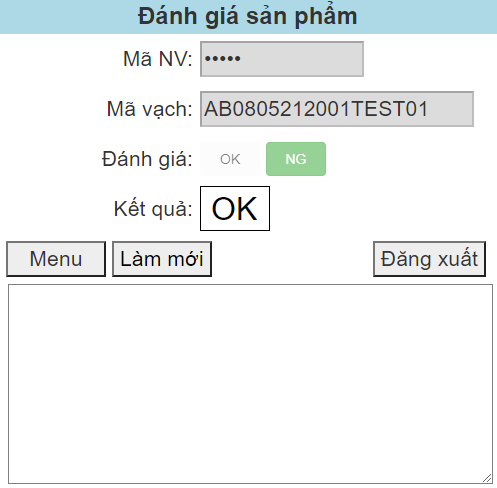 Đánh giá sản phẩm
Mã NV: •••••
Mã vạch: AB0805212001TEST01
Đánh giá: OK NG
Kết quả: OK
Menu Làm mới Đăng xuất